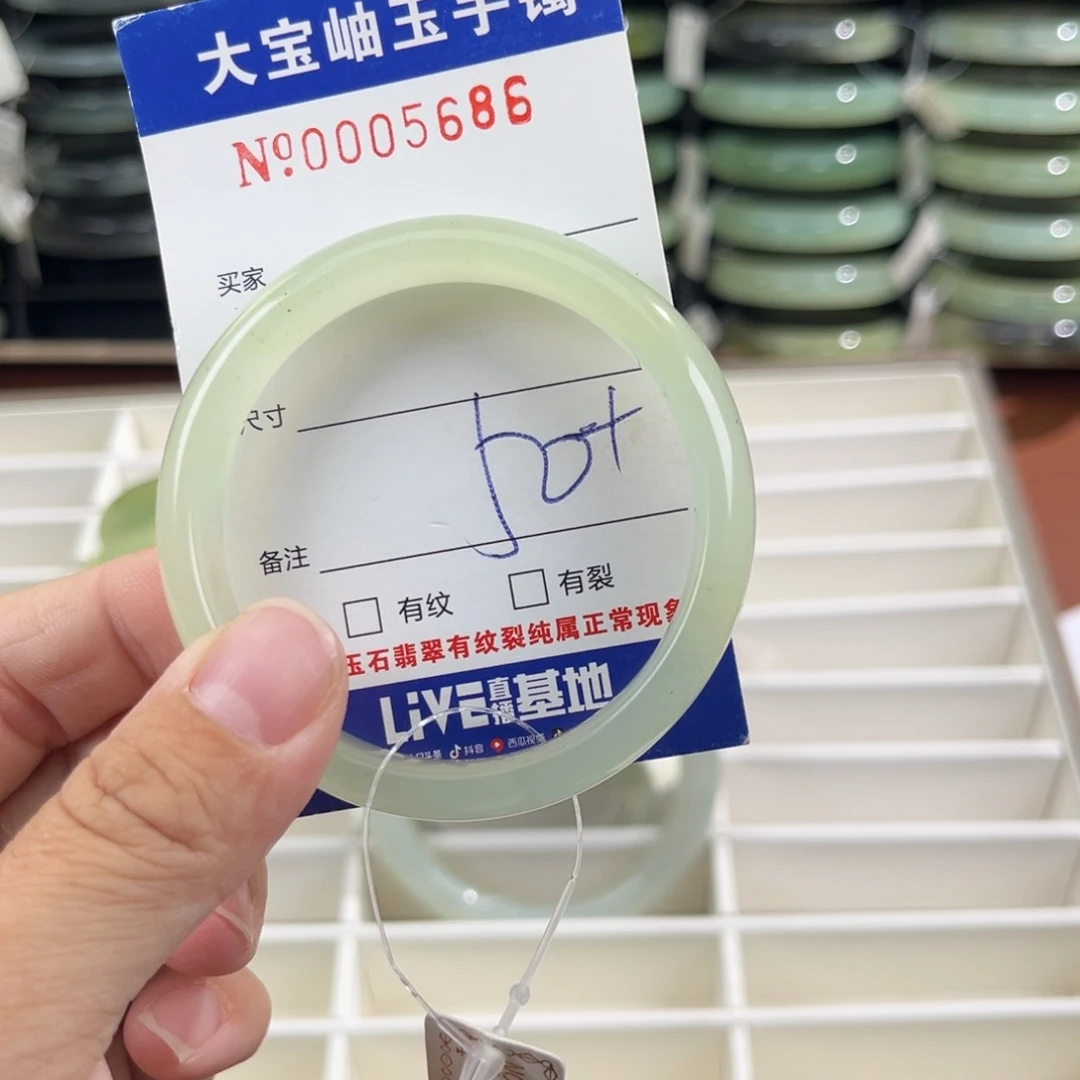 大宝岫玉手镯
Nº0005686
买家
尺寸
备注
有纹 有裂
玉石翡翠有纹裂纯属正常现象
LiVE直播基地
抖音 西瓜视频